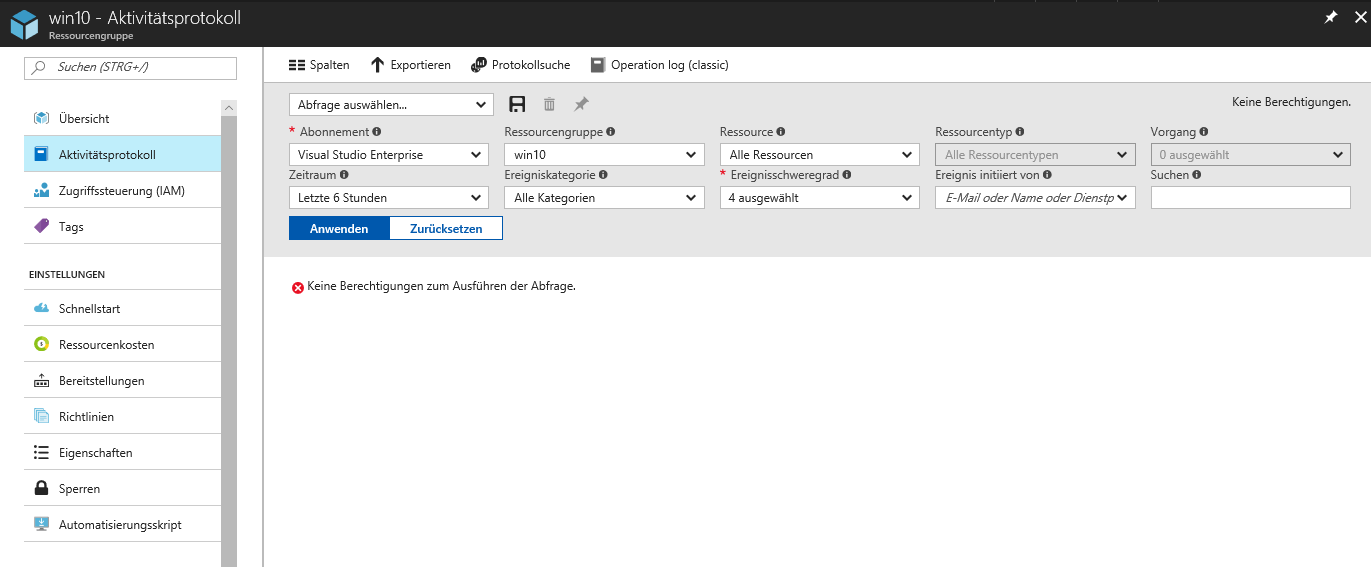 win10 - Aktivitätsprotokoll
Ressourcengruppe
Suchen (STRG+/)
Übersicht
Aktivitätsprotokoll
Zugriffssteuerung (IAM)
Tags
EINSTELLUNGEN
Schnellstart
Ressourcenkosten
Bereitstellungen
Richtlinien
Eigenschaften
Sperren
Automatisierungsskript
Spalten Exportieren Protokollsuche Operation log (classic)
Abfrage auswählen... Keine Berechtigungen.
* Abonnement Ressourcengruppe Ressource Ressourcentyp Vorgang
Visual Studio Enterprise win10 Alle Ressourcen Alle Ressourcentypen 0 ausgewählt
Zeitraum Ereigniskategorie * Ereignisschweregrad Ereignis initiiert von Suchen
Letzte 6 Stunden Alle Kategorien 4 ausgewählt E-Mail oder Name oder Dienstp
Anwenden Zurücksetzen
Keine Berechtigungen zum Ausführen der Abfrage.